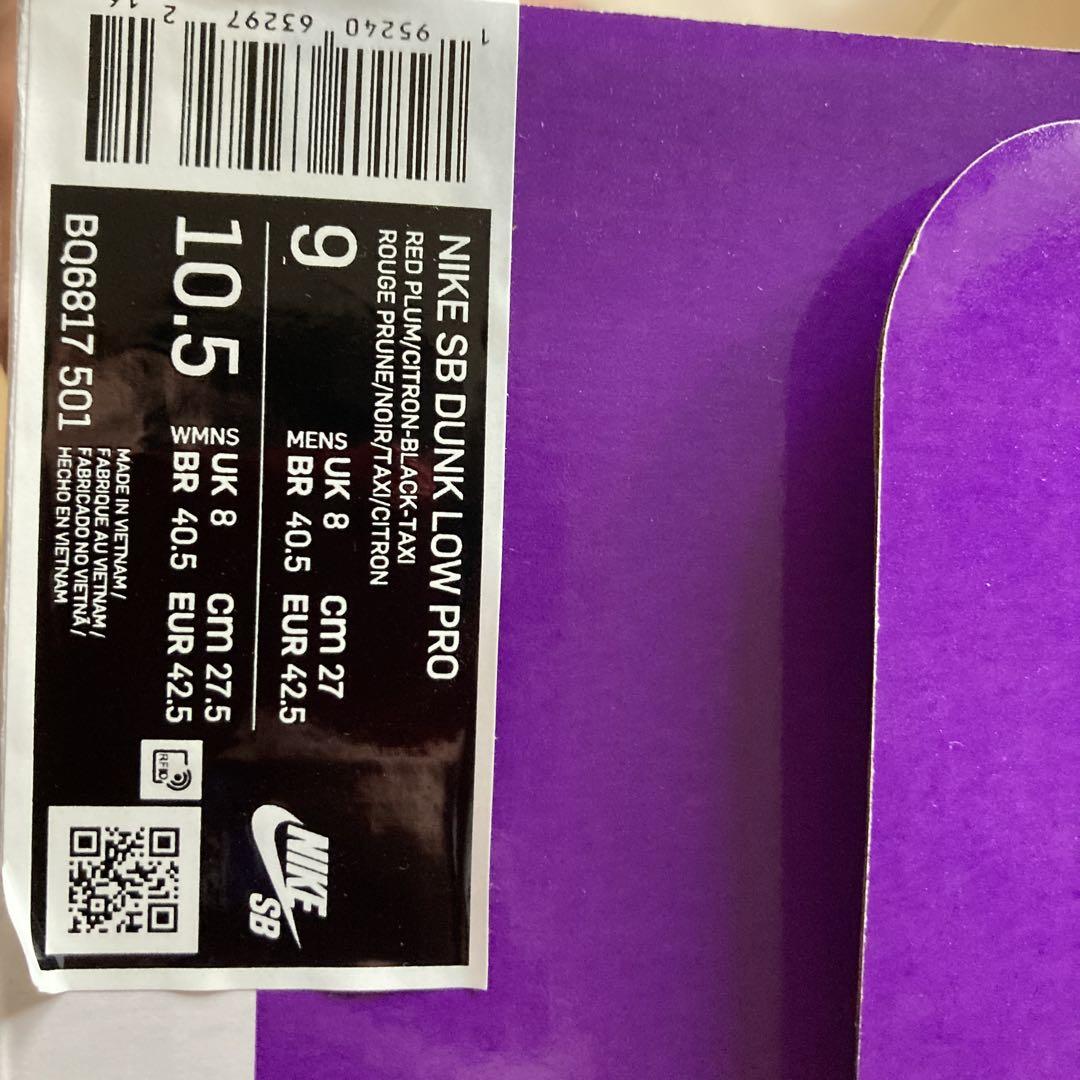 NIKE SB DUNK LOW PRO
RED PLUM/CITRON-BLACK-TAXI
ROUGE PRUNE/NOIR/TAXI/CITRON
9
MENS UK 8 cm 27
BR 40.5 EUR 42.5
10.5
WMNS UK 8 cm 27.5
BR 40.5 EUR 42.5
BQ6817 501
MADE IN VIETNAM /
FABRIQUE AU VIETNAM /
FABRICADO NO VIETNÃ /
HECHO EN VIETNAM
RFID
NIKE
SB
1 95240 63297 2